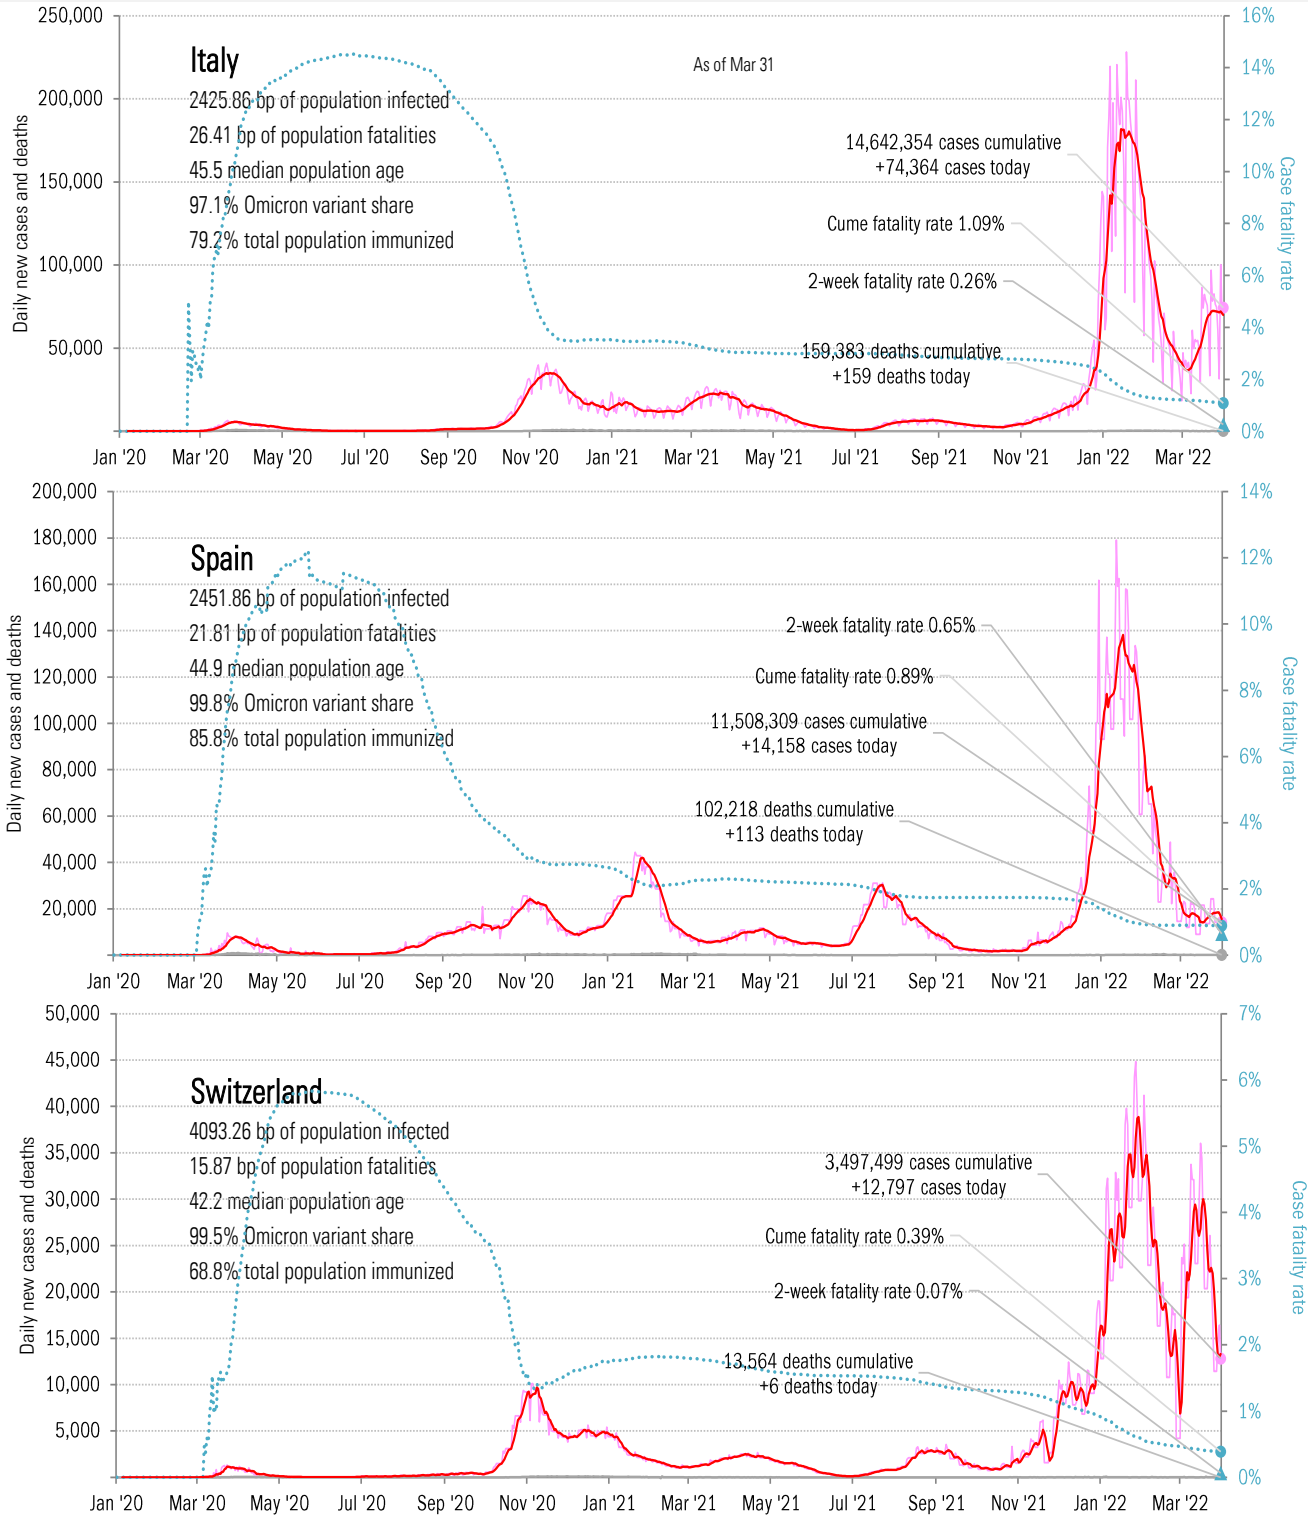 250,000
16%
Italy
As of Mar 31
14%
2425.86 bp of population infected
200,000
12%
26.41 bp of population fatalities
14,642,354 cases cumulative
+74,364 cases today
45.5 median population age
150,000
10%
97.1% Omicron variant share
Cume fatality rate 1.09%
8%
79.2% total population immunized
100,000
2-week fatality rate 0.26%
6%
159,383 deaths cumulative
+159 deaths today
50,000
4%
2%
0%
Daily new cases and deaths
Case fatality rate
Jan '20 Mar '20 May '20 Jul '20 Sep '20 Nov '20 Jan '21 Mar '21 May '21 Jul '21 Sep '21 Nov '21 Jan '22 Mar '22
200,000
14%
180,000
Spain
12%
2451.86 bp of population infected
160,000
21.81 bp of population fatalities
140,000
2-week fatality rate 0.65%
10%
44.9 median population age
120,000
Cume fatality rate 0.89%
8%
99.8% Omicron variant share
100,000
11,508,309 cases cumulative
+14,158 cases today
85.8% total population immunized
6%
80,000
60,000
102,218 deaths cumulative
+113 deaths today
4%
40,000
2%
20,000
0%
Daily new cases and deaths
Case fatality rate
Jan '20 Mar '20 May '20 Jul '20 Sep '20 Nov '20 Jan '21 Mar '21 May '21 Jul '21 Sep '21 Nov '21 Jan '22 Mar '22
50,000
7%
45,000
Switzerland
6%
40,000
4093.26 bp of population infected
35,000
15.87 bp of population fatalities
3,497,499 cases cumulative
+12,797 cases today
5%
30,000
42.2 median population age
4%
99.5% Omicron variant share
Cume fatality rate 0.39%
25,000
68.8% total population immunized
2-week fatality rate 0.07%
3%
20,000
15,000
2%
13,564 deaths cumulative
+6 deaths today
10,000
1%
5,000
0%
Daily new cases and deaths
Case fatality rate
Jan '20 Mar '20 May '20 Jul '20 Sep '20 Nov '20 Jan '21 Mar '21 May '21 Jul '21 Sep '21 Nov '21 Jan '22 Mar '22